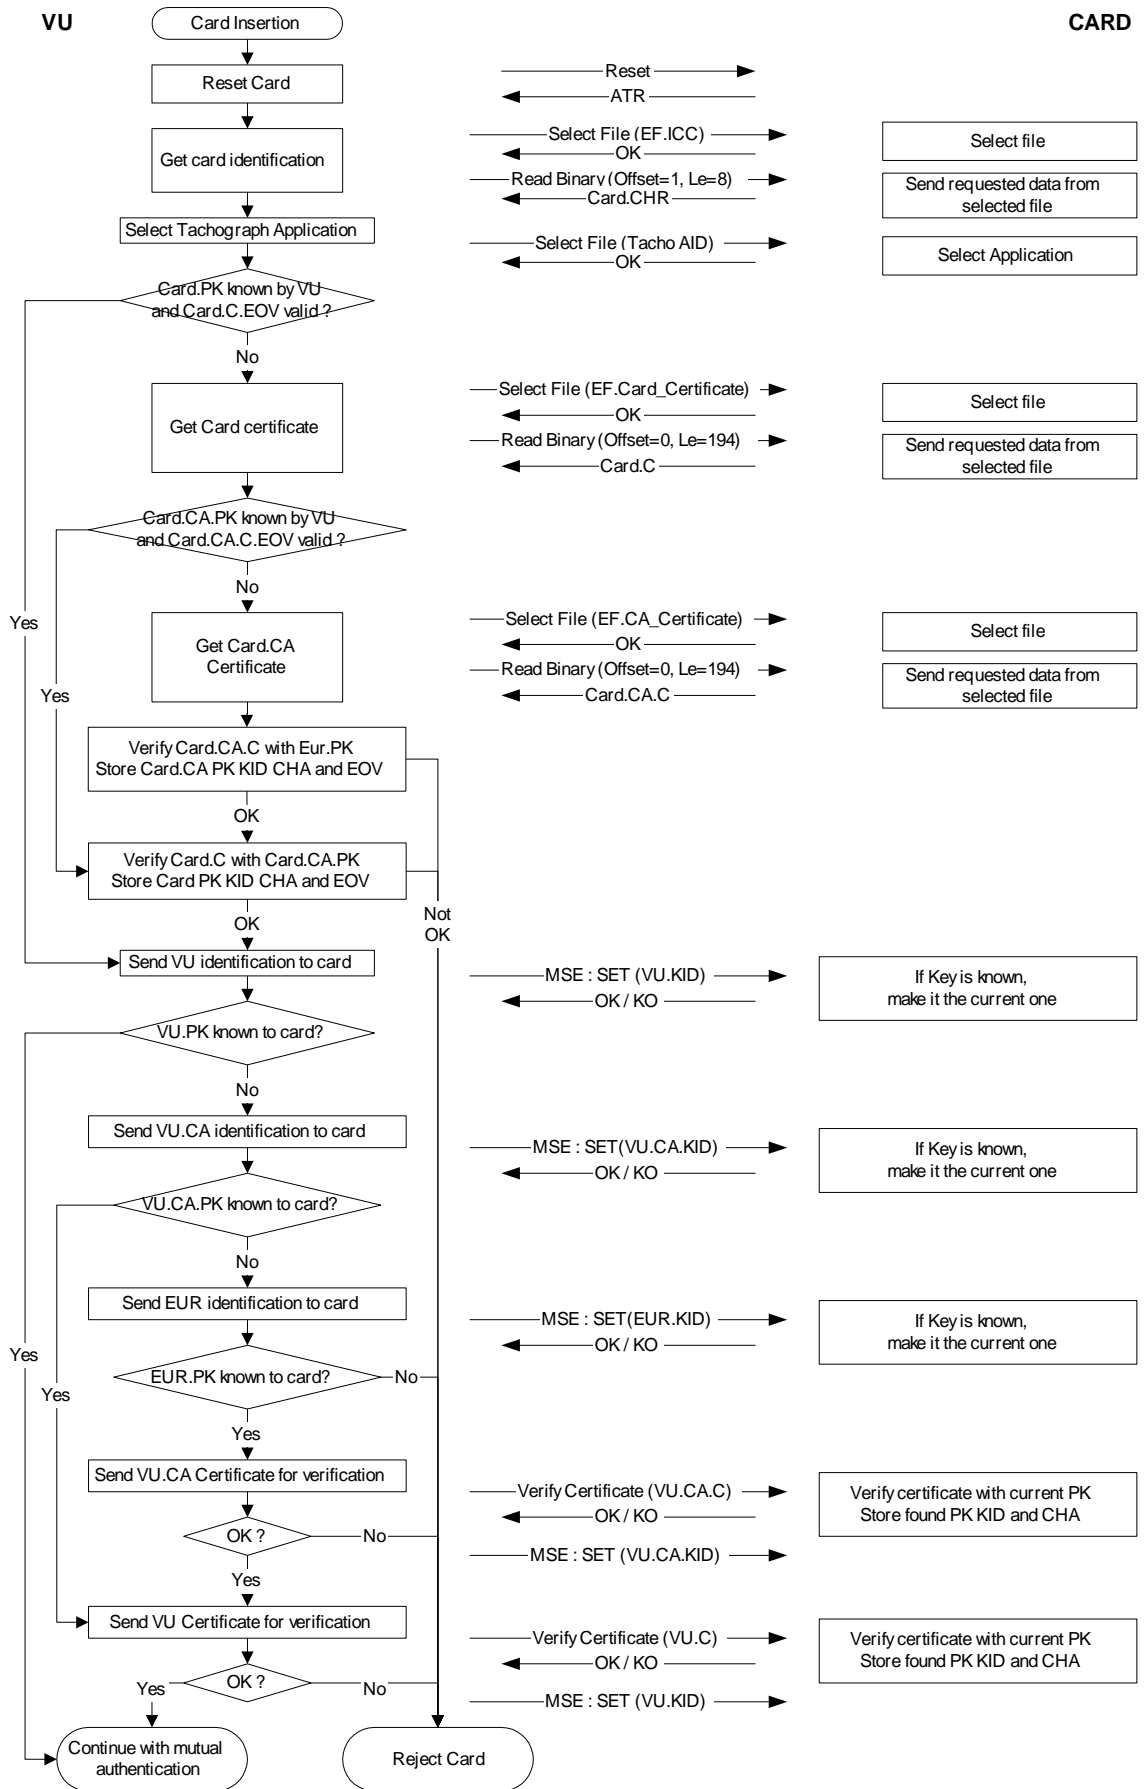 VU
Card Insertion
CARD
Reset Card
Reset
ATR
Get card identification
Select File (EF.ICC)
OK
Select file
Read Binary (Offset=1, Le=8)
Card.CHR
Send requested data from
selected file
Select Tachograph Application
Select File (Tacho AID)
OK
Select Application
Card.PK known by VU
and Card.C.EOV valid ?
No
Get Card certificate
Select File (EF.Card_Certificate)
OK
Select file
Read Binary (Offset=0, Le=194)
Card.C
Send requested data from
selected file
Card.CA.PK known by VU
and Card.CA.C.EOV valid ?
No
Yes
Get Card.CA
Certificate
Select File (EF.CA_Certificate)
OK
Select file
Read Binary (Offset=0, Le=194)
Card.CA.C
Send requested data from
selected file
Yes
Verify Card.CA.C with Eur.PK
Store Card.CA PK KID CHA and EOV
OK
Verify Card.C with Card.CA.PK
Store Card PK KID CHA and EOV
OK
Not
OK
Send VU identification to card
MSE : SET (VU.KID)
OK / KO
If Key is known,
make it the current one
VU.PK known to card?
No
Send VU.CA identification to card
MSE : SET(VU.CA.KID)
OK / KO
If Key is known,
make it the current one
VU.CA.PK known to card?
No
Send EUR identification to card
MSE : SET(EUR.KID)
OK / KO
If Key is known,
make it the current one
Yes
EUR.PK known to card?
No
Yes
Yes
Send VU.CA Certificate for verification
Verify Certificate (VU.CA.C)
OK / KO
Verify certificate with current PK
Store found PK KID and CHA
OK ?
No
MSE : SET (VU.CA.KID)
Yes
Send VU Certificate for verification
Verify Certificate (VU.C)
OK / KO
Verify certificate with current PK
Store found PK KID and CHA
OK ?
Yes
No
MSE : SET (VU.KID)
Continue with mutual
authentication
Reject Card